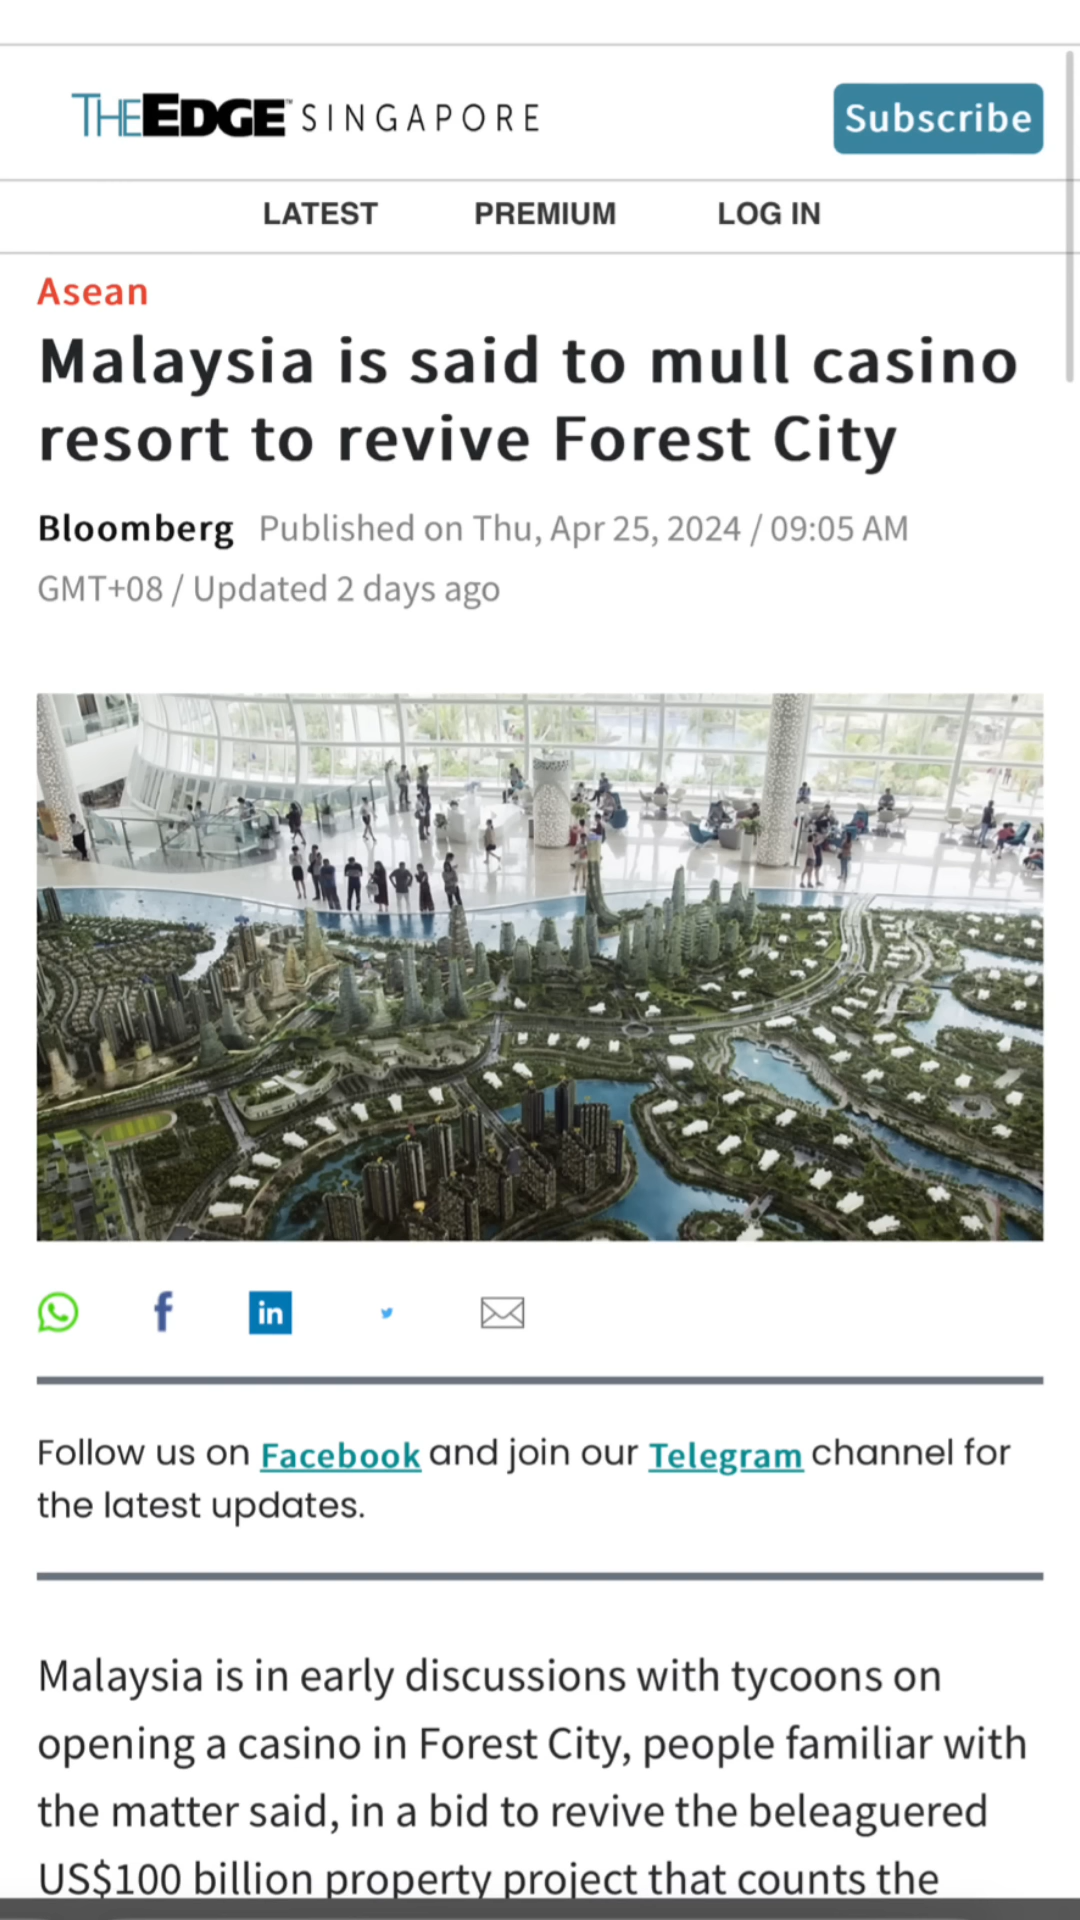 THEEDGE™ SINGAPORE
Subscribe
LATEST PREMIUM LOG IN
Asean
Malaysia is said to mull casino
resort to revive Forest City
Bloomberg Published on Thu, Apr 25, 2024 / 09:05 AM
GMT+08 / Updated 2 days ago
f in
Follow us on Facebook and join our Telegram channel for
the latest updates.
Malaysia is in early discussions with tycoons on
opening a casino in Forest City, people familiar with
the matter said, in a bid to revive the beleaguered
US$100 billion property project that counts the